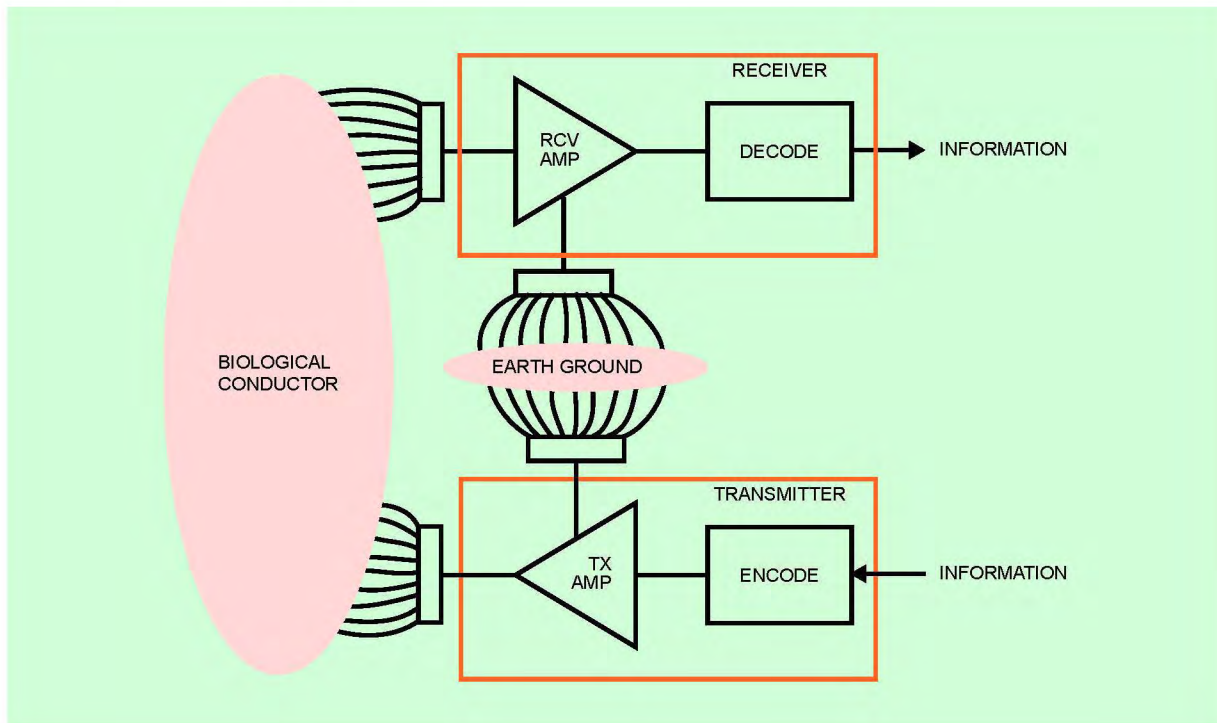 RECEIVER
RCV
AMP
DECODE
INFORMATION
BIOLOGICAL
CONDUCTOR
EARTH GROUND
TRANSMITTER
TX
AMP
ENCODE
INFORMATION